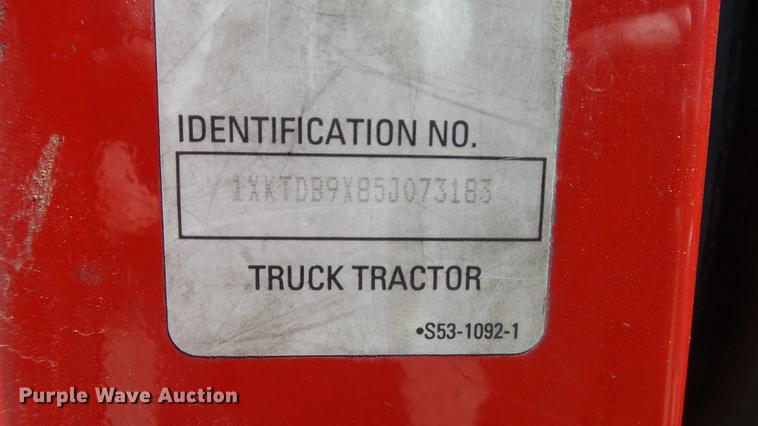 IDENTIFICATION NO.
1XKTDB9X85J073183
TRUCK TRACTOR
•S53-1092-1
Purple Wave Auction®